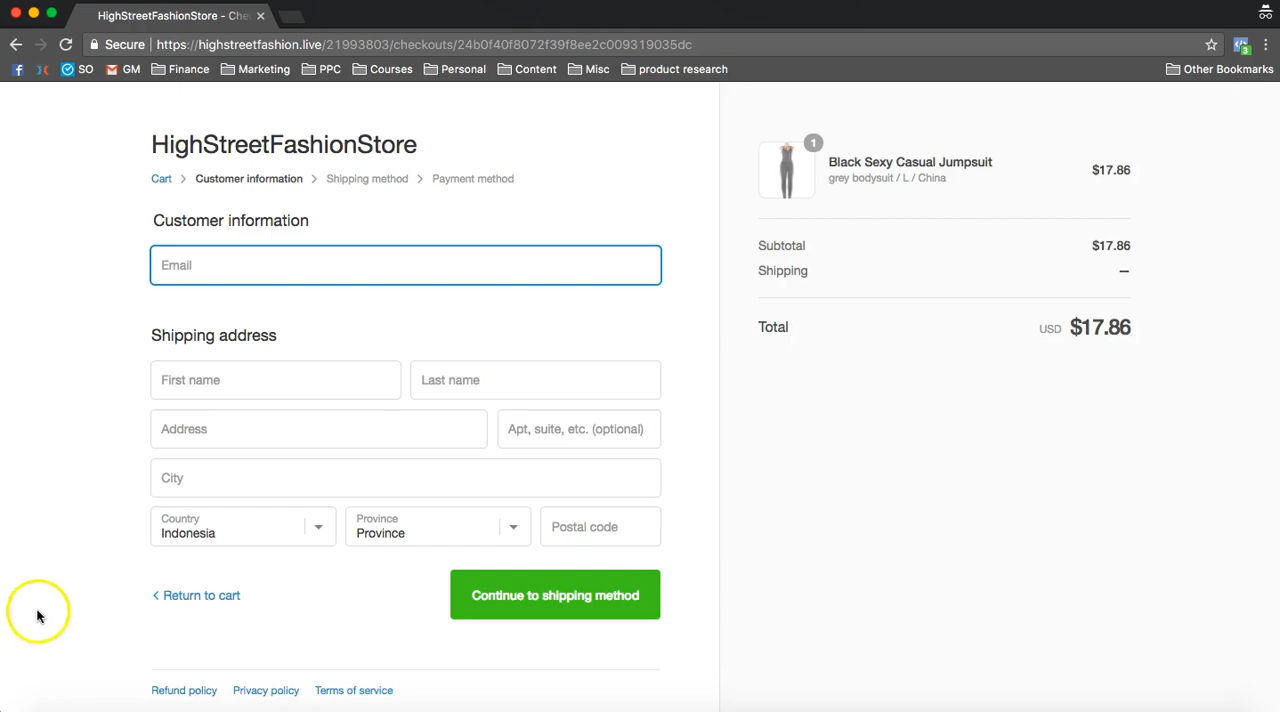 HighStreetFashionStore - Che
Secure https://highstreetfashion.live/21993803/checkouts/24b0f40f8072f39f8ee2c009319035dc
SO GM Finance Marketing PPC Courses Personal Content Misc product research Other Bookmarks
3
HighStreetFashionStore
Cart > Customer information > Shipping method > Payment method
Customer information
Email
Shipping address
First name Last name
Address Apt, suite, etc. (optional)
City
Country Province
Indonesia Province Postal code
Return to cart Continue to shipping method
Refund policy Privacy policy Terms of service
1
Black Sexy Casual Jumpsuit $17.86
grey bodysuit / L / China
Subtotal $17.86
Shipping —
Total USD $17.86